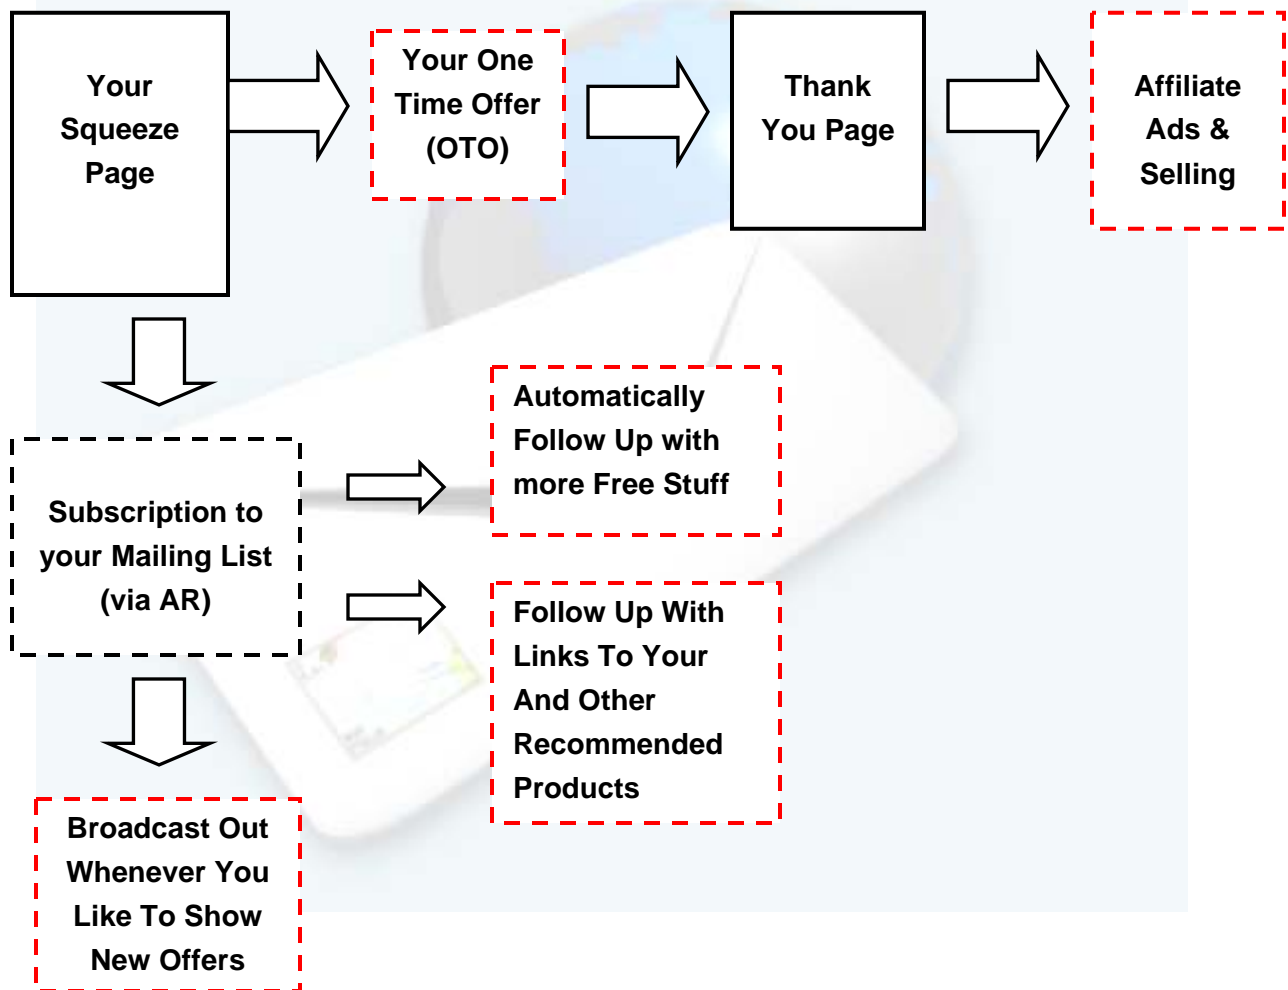 Your
Squeeze
Page
Your One
Time Offer
(OTO)
Thank
You Page
Affiliate
Ads &
Selling
Subscription to
your Mailing List
(via AR)
Automatically
Follow Up with
more Free Stuff
Follow Up With
Links To Your
And Other
Recommended
Products
Broadcast Out
Whenever You
Like To Show
New Offers